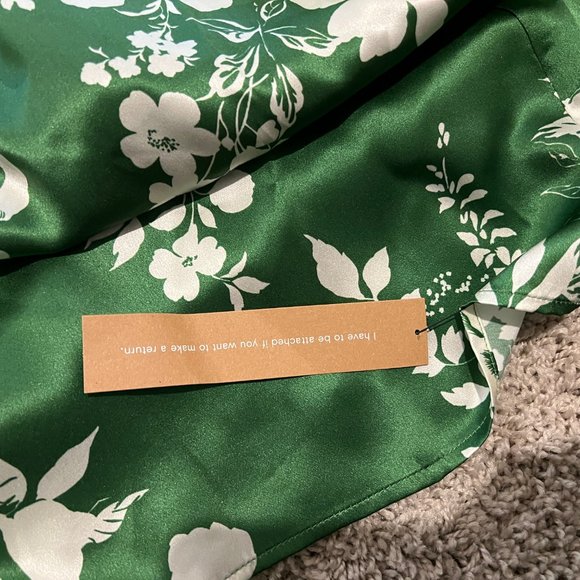 I have to be attached if you want to make a return.